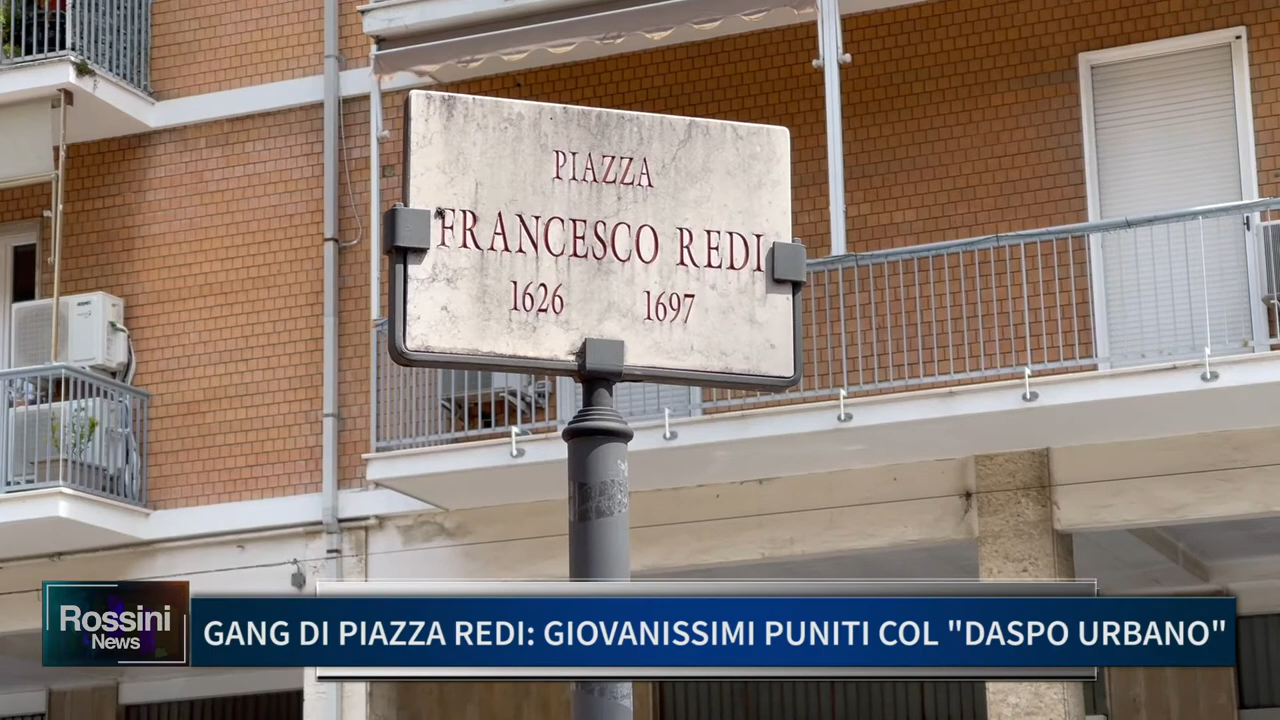 PIAZZA
FRANCESCO REDI
1626 1697
Rossini
News
GANG DI PIAZZA REDI: GIOVANISSIMI PUNITI COL "DASPO URBANO"